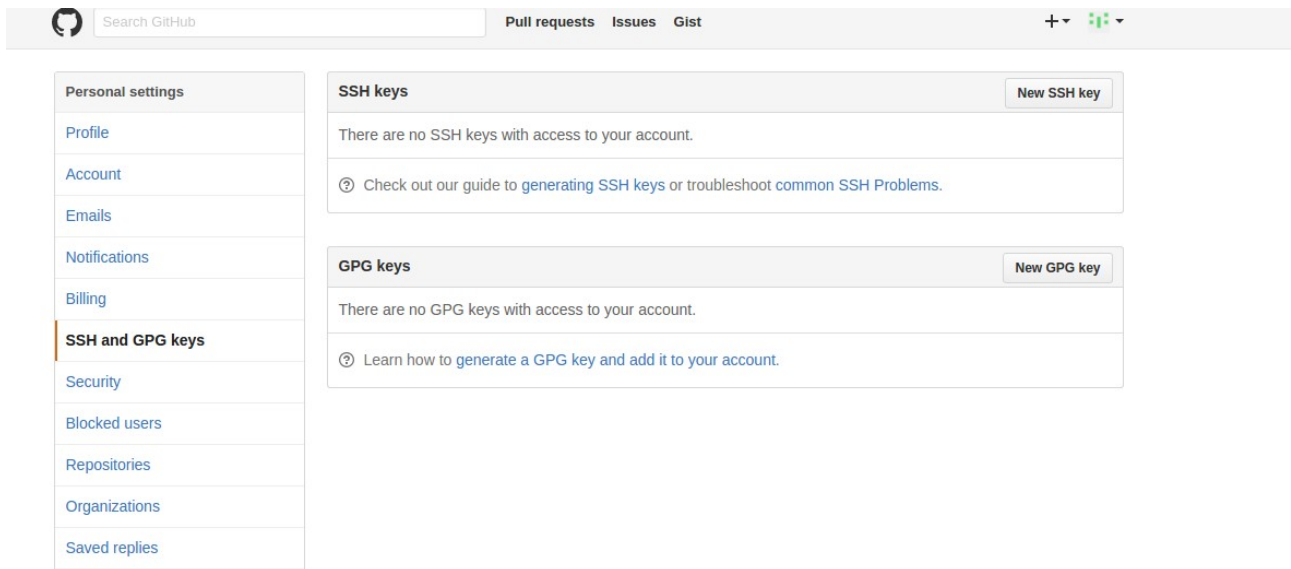 Search GitHub
Pull requests Issues Gist
Personal settings
Profile
Account
Emails
Notifications
Billing
SSH and GPG keys
Security
Blocked users
Repositories
Organizations
Saved replies
SSH keys
New SSH key
There are no SSH keys with access to your account.
Check out our guide to generating SSH keys or troubleshoot common SSH Problems.
GPG keys
New GPG key
There are no GPG keys with access to your account.
Learn how to generate a GPG key and add it to your account.